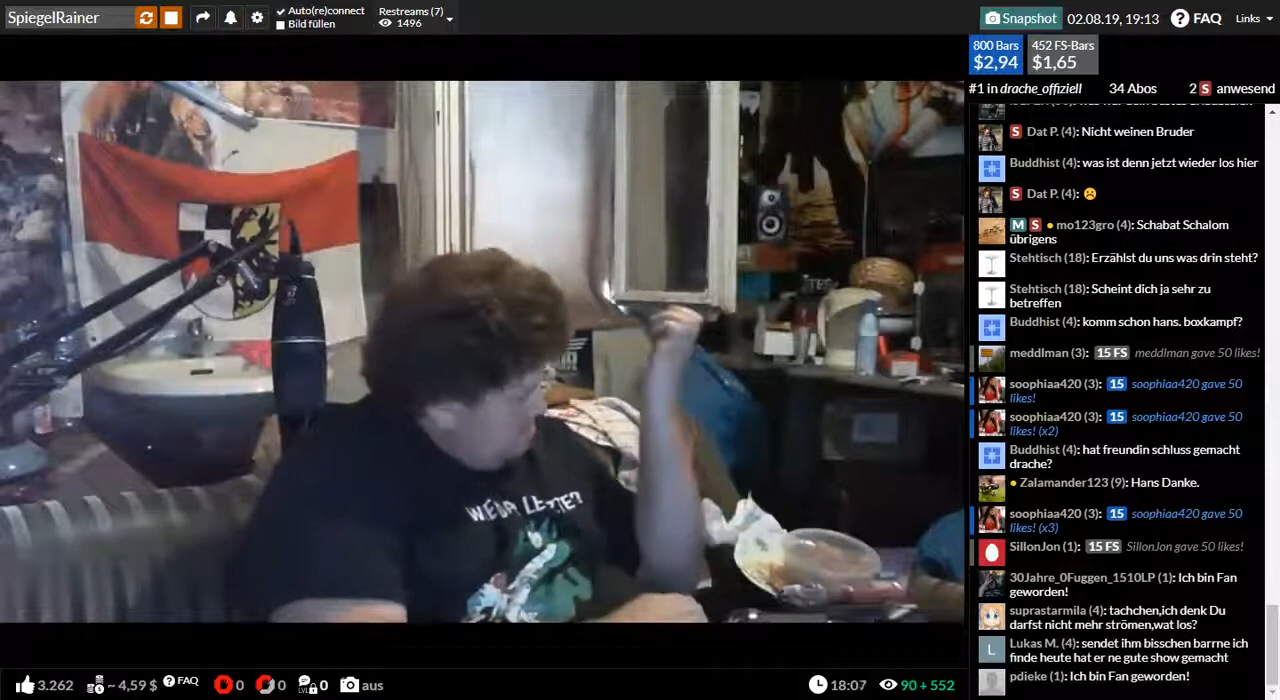 SpiegelRainer
Auto(re)connect
Bild füllen
Restreams (7)
1496
Snapshot
02.08.19, 19:13
FAQ
Links
800 Bars
$2,94
452 FS-Bars
$1,65
#1 in drache_offiziell
34 Abos
2 S anwesend
S Dat P. (4): Nicht weinen Bruder
Buddhist (4): was ist denn jetzt wieder los hier
S Dat P. (4): ☹
M S mo123gro (4): Schabat Schalom
übrigens
Stehtisch (18): Erzählst du uns was drin steht?
Stehtisch (18): Scheint dich ja sehr zu
betreffen
Buddhist (4): komm schon hans. boxkampf?
meddlman (3): 15 FS meddlman gave 50 likes!
soophiaa420 (3): 15 soophiaa420 gave 50
likes!
soophiaa420 (3): 15 soophiaa420 gave 50
likes! (x2)
Buddhist (4): hat freundin schluss gemacht
drache?
Zalamander123 (9): Hans Danke.
soophiaa420 (3): 15 soophiaa420 gave 50
likes! (x3)
SillonJon (1): 15 FS SillonJon gave 50 likes!
30Jahre_0Fuggen_1510LP (1): Ich bin Fan
geworden!
suprastarmila (4): tachchen,ich denk Du
darfst nicht mehr strömen,wat los?
L Lukas M. (4): sendet ihm bisschen barrne ich
finde heute hat er ne gute show gemacht
pdieke (1): Ich bin Fan geworden!
3.262
~ 4,59 $
FAQ
0
0
LVL
0
aus
18:07
90 + 552